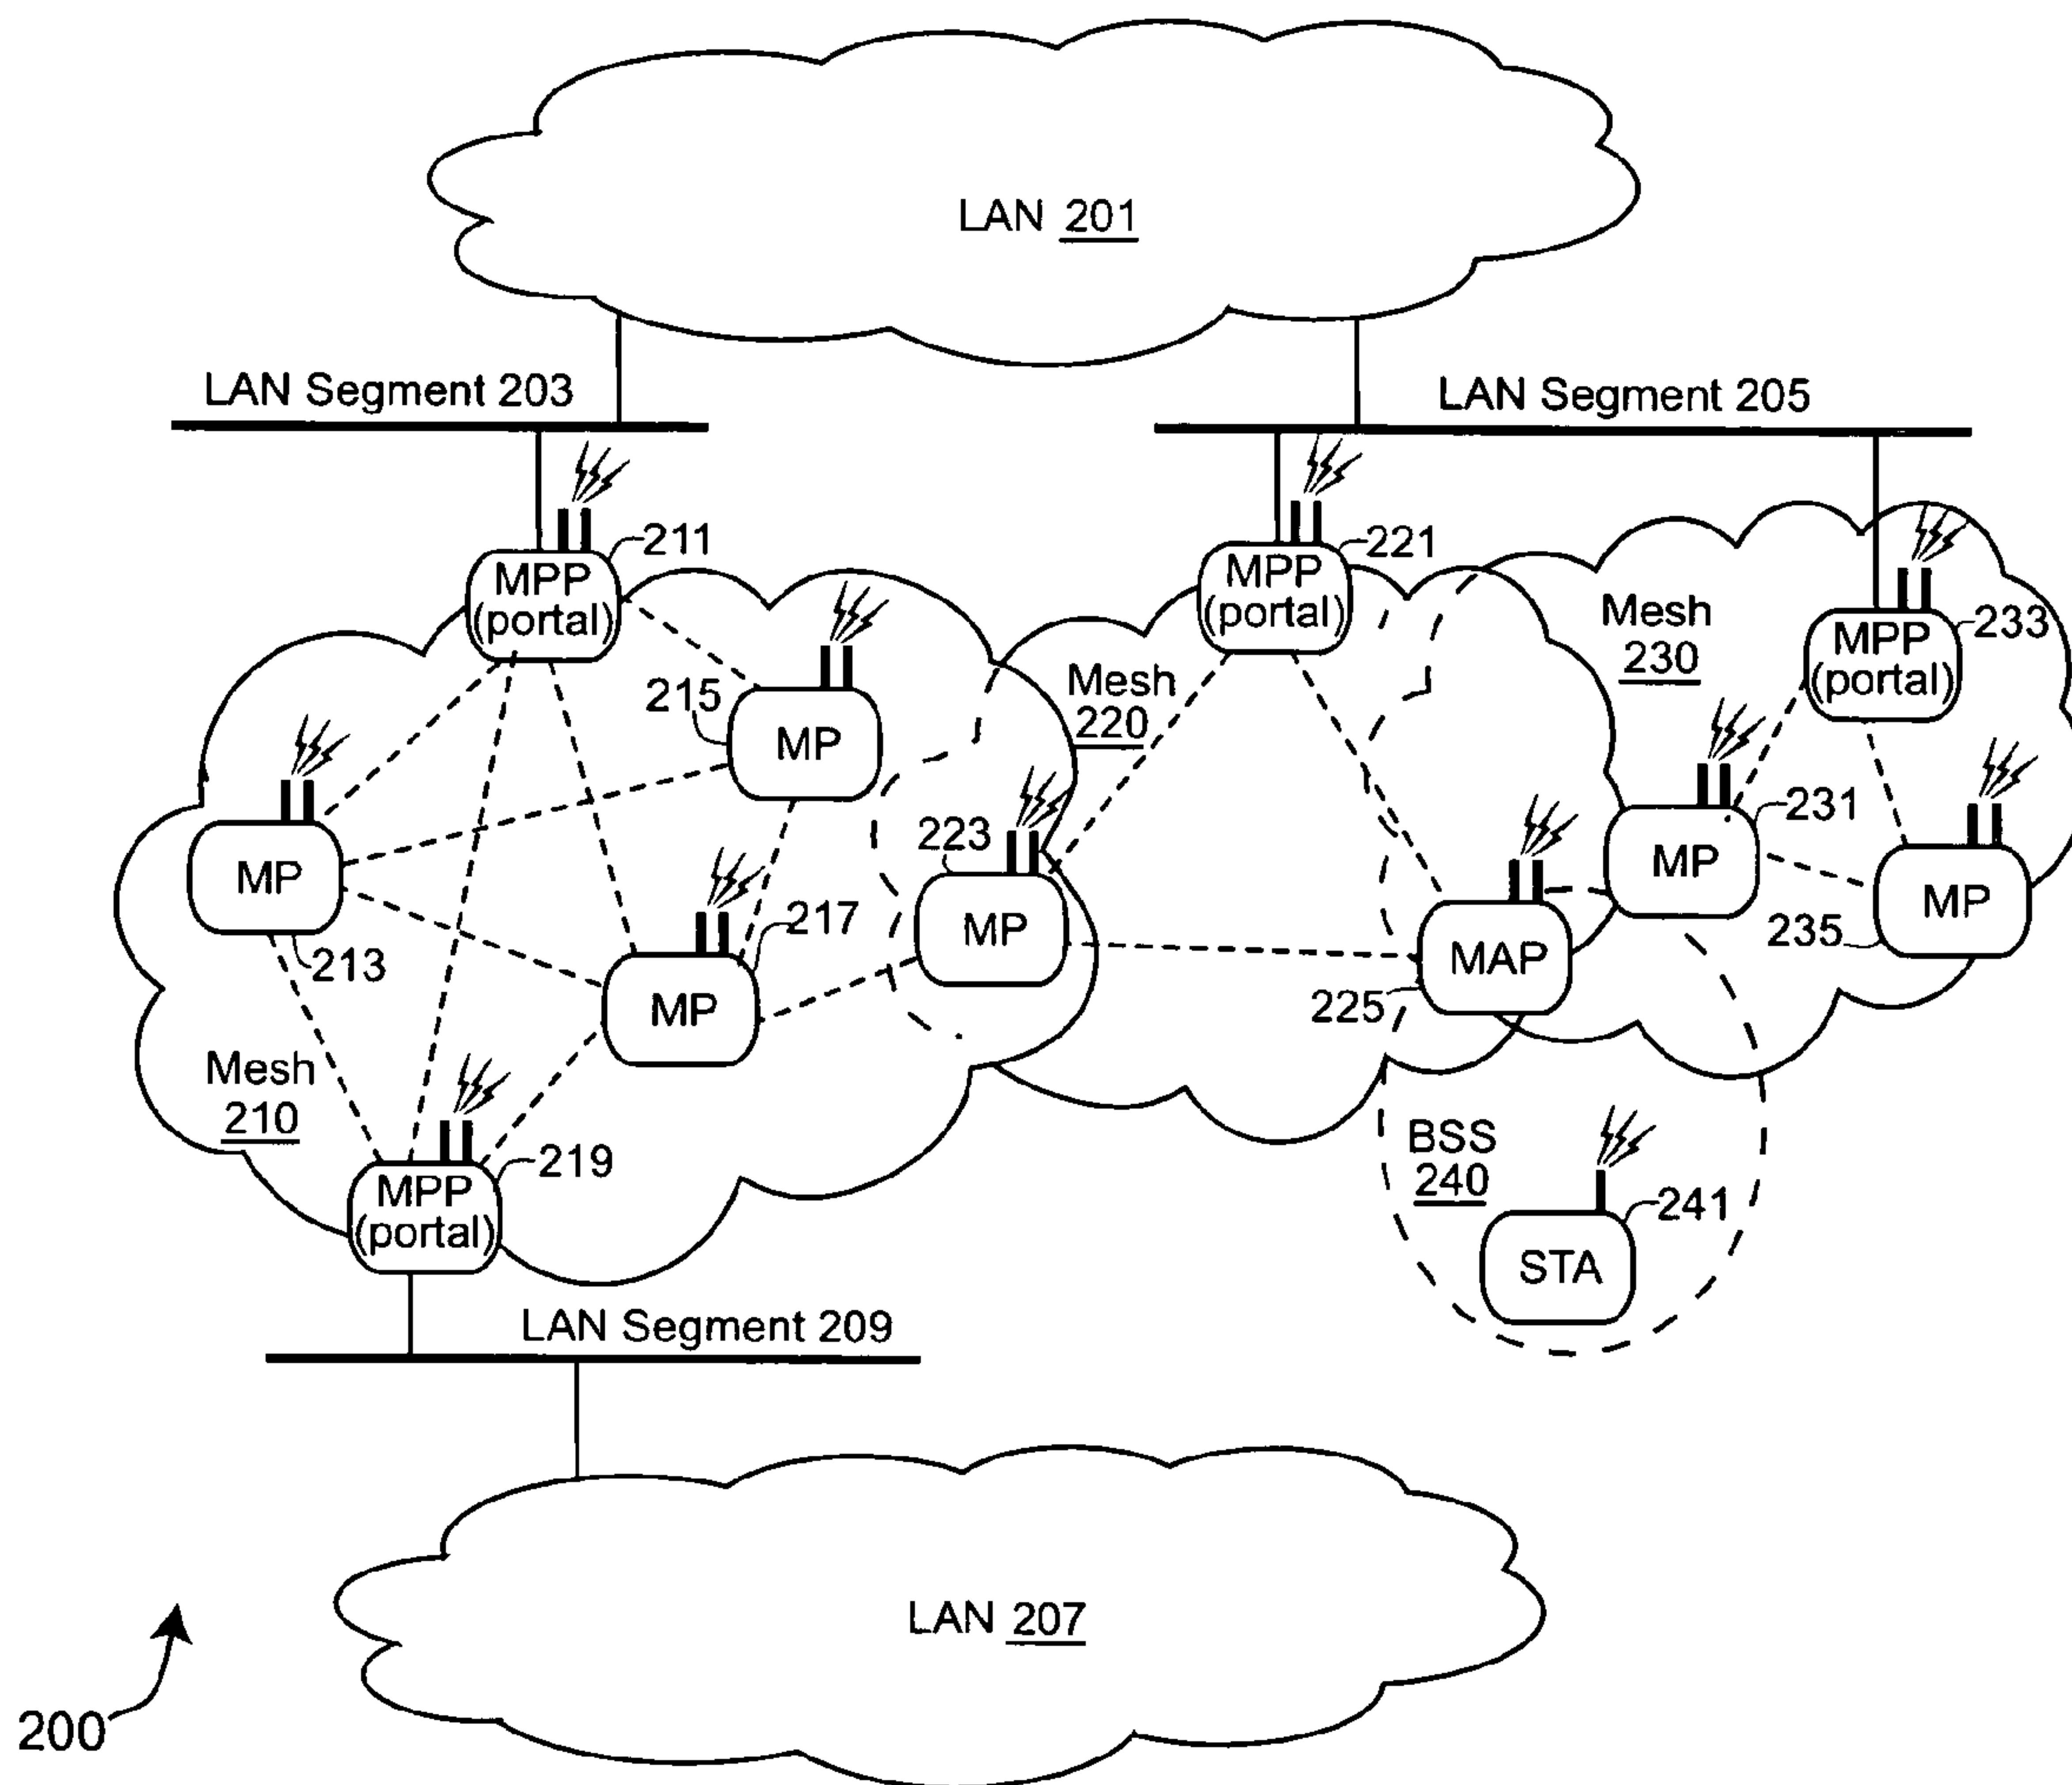 LAN 201
LAN Segment 203
LAN Segment 205
211
MPP
(portal)
221
MPP
(portal)
Mesh
230
233
MPP
(portal)
215
MP
Mesh
220
223
MP
213
MP
217
MP
231
MP
MAP
225
235
MP
Mesh
210
219
MPP
(portal)
BSS
240
241
STA
LAN Segment 209
LAN 207
200